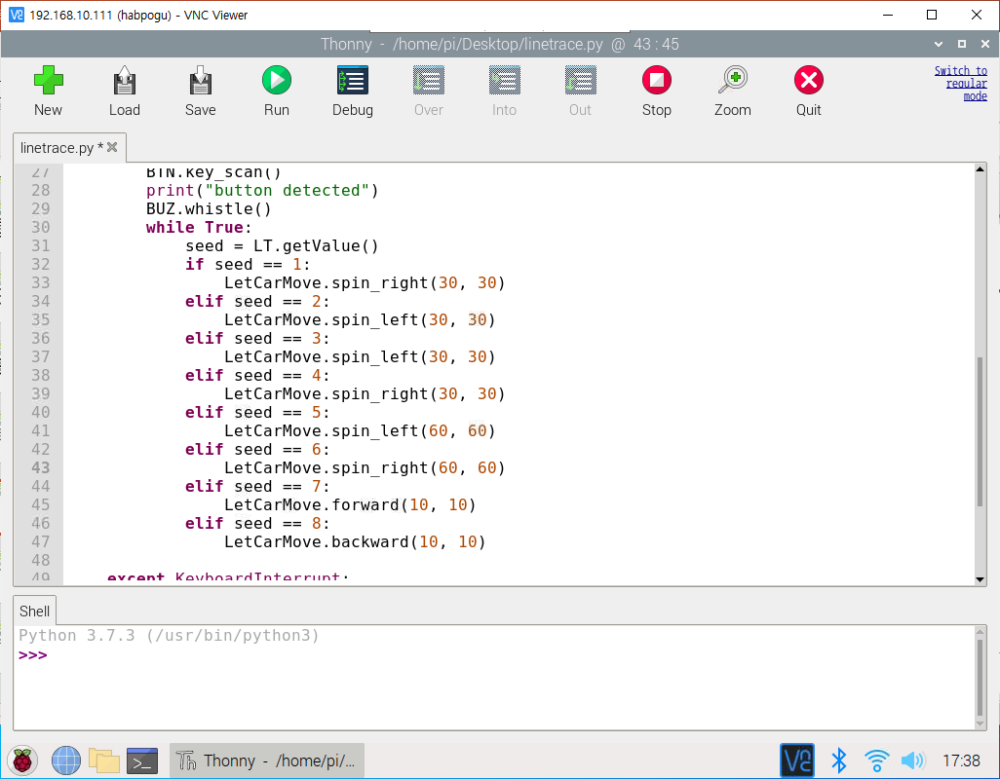 192.168.10.111 (habpogu) - VNC Viewer
Thonny - /home/pi/Desktop/linetrace.py @ 43 : 45
New Load Save Run Debug Over Into Out Stop Zoom Quit
Switch to
regular
mode
linetrace.py *
27 BTN.key_scan()
28 print("button detected")
29 BUZ.whistle()
30 while True:
31 seed = LT.getValue()
32 if seed == 1:
33 LetCarMove.spin_right(30, 30)
34 elif seed == 2:
35 LetCarMove.spin_left(30, 30)
36 elif seed == 3:
37 LetCarMove.spin_left(30, 30)
38 elif seed == 4:
39 LetCarMove.spin_right(30, 30)
40 elif seed == 5:
41 LetCarMove.spin_left(60, 60)
42 elif seed == 6:
43 LetCarMove.spin_right(60, 60)
44 elif seed == 7:
45 LetCarMove.forward(10, 10)
46 elif seed == 8:
47 LetCarMove.backward(10, 10)
48
49 except KeyboardInterrupt:
Shell
Python 3.7.3 (/usr/bin/python3)
>>>
Thonny - /home/pi/...
17:38